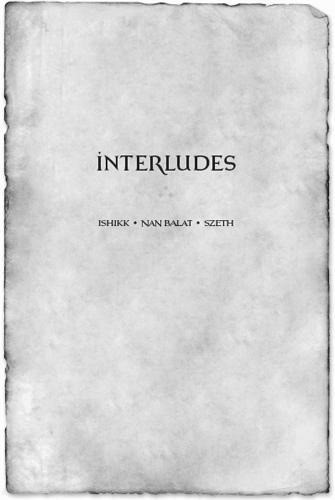 INTERLUDES
ISHIKK • NAN BALAT • SZETH